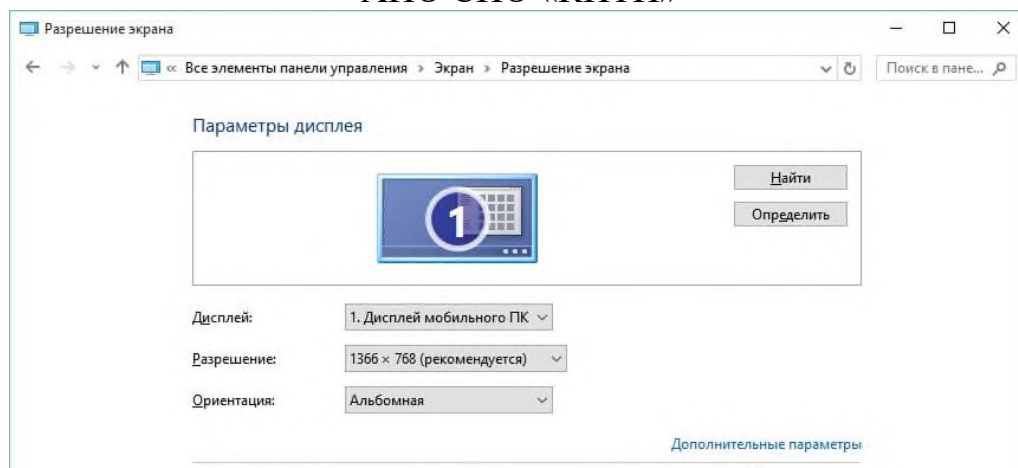 Разрешение экрана
« Все элементы панели управления › Экран › Разрешение экрана
Поиск в пане...
Параметры дисплея
1
Найти
Определить
Дисплей: 1. Дисплей мобильного ПК
Разрешение: 1366 × 768 (рекомендуется)
Ориентация: Альбомная
Дополнительные параметры